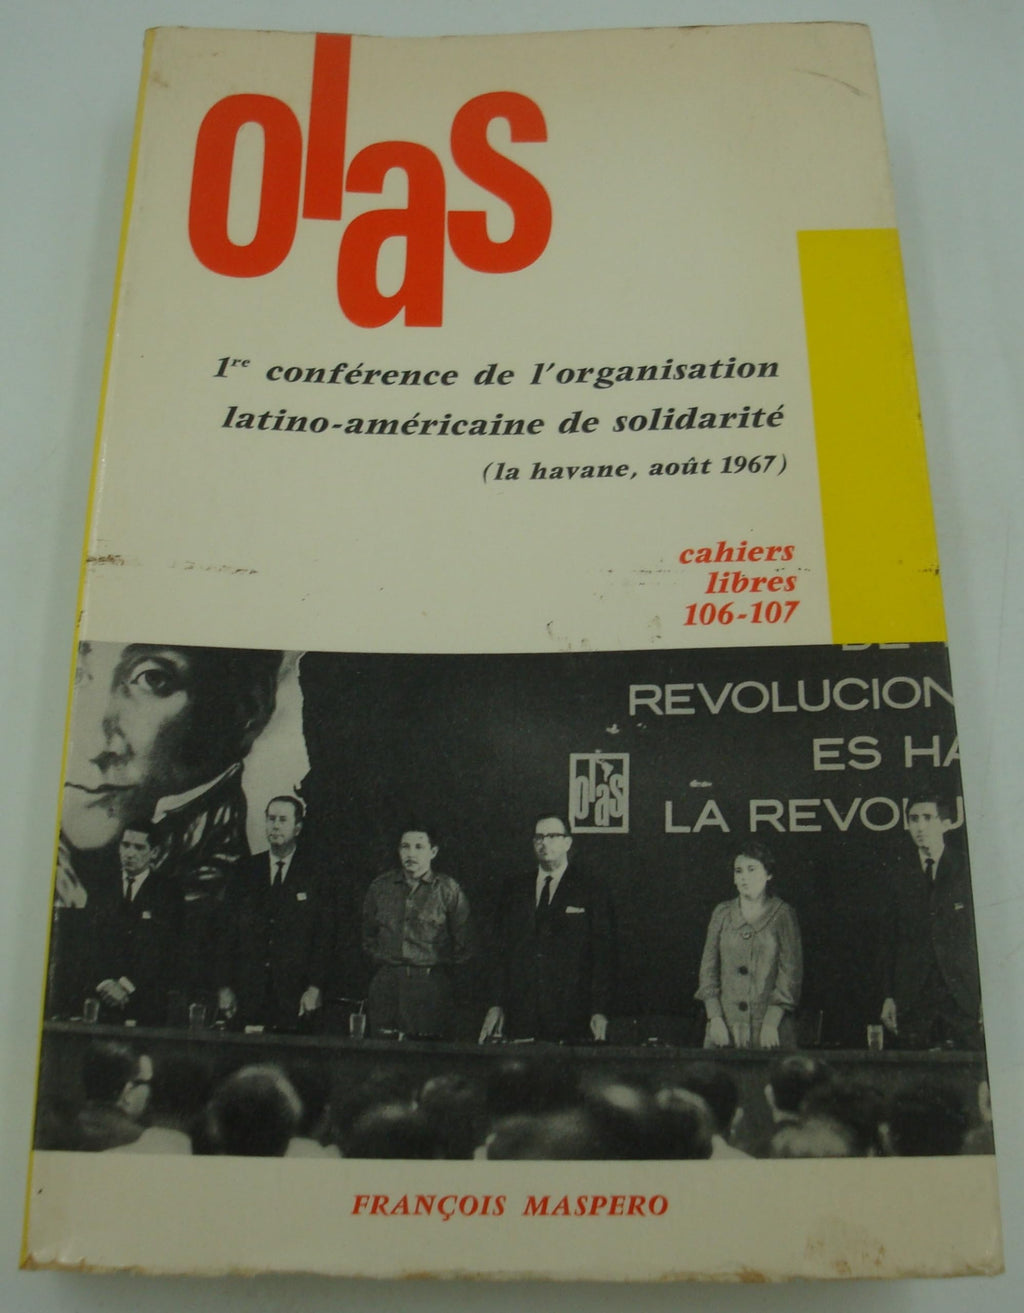 olas
1re conférence de l'organisation
latino-américaine de solidarité
(la havane, août 1967)
cahiers
libres
106-107
REVOLUCION
ES HA
olas
LA REVOLU
FRANÇOIS MASPERO